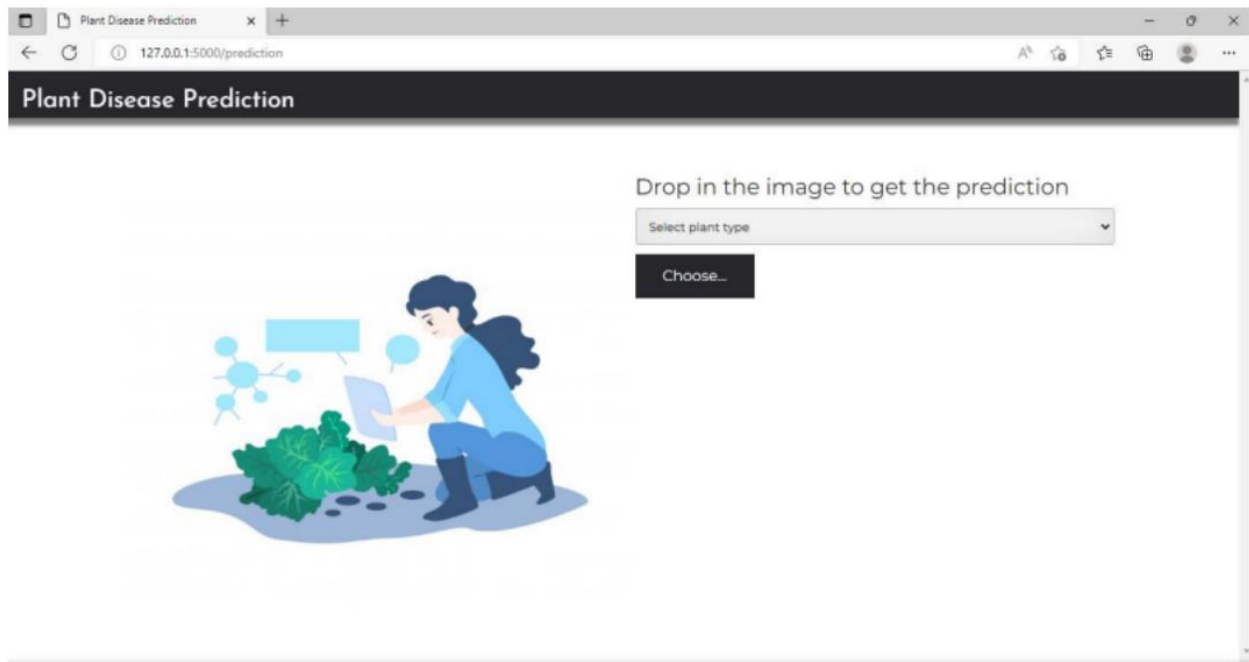 Plant Disease Prediction
127.0.0.1:5000/prediction
Plant Disease Prediction
Drop in the image to get the prediction
Select plant type
Choose...